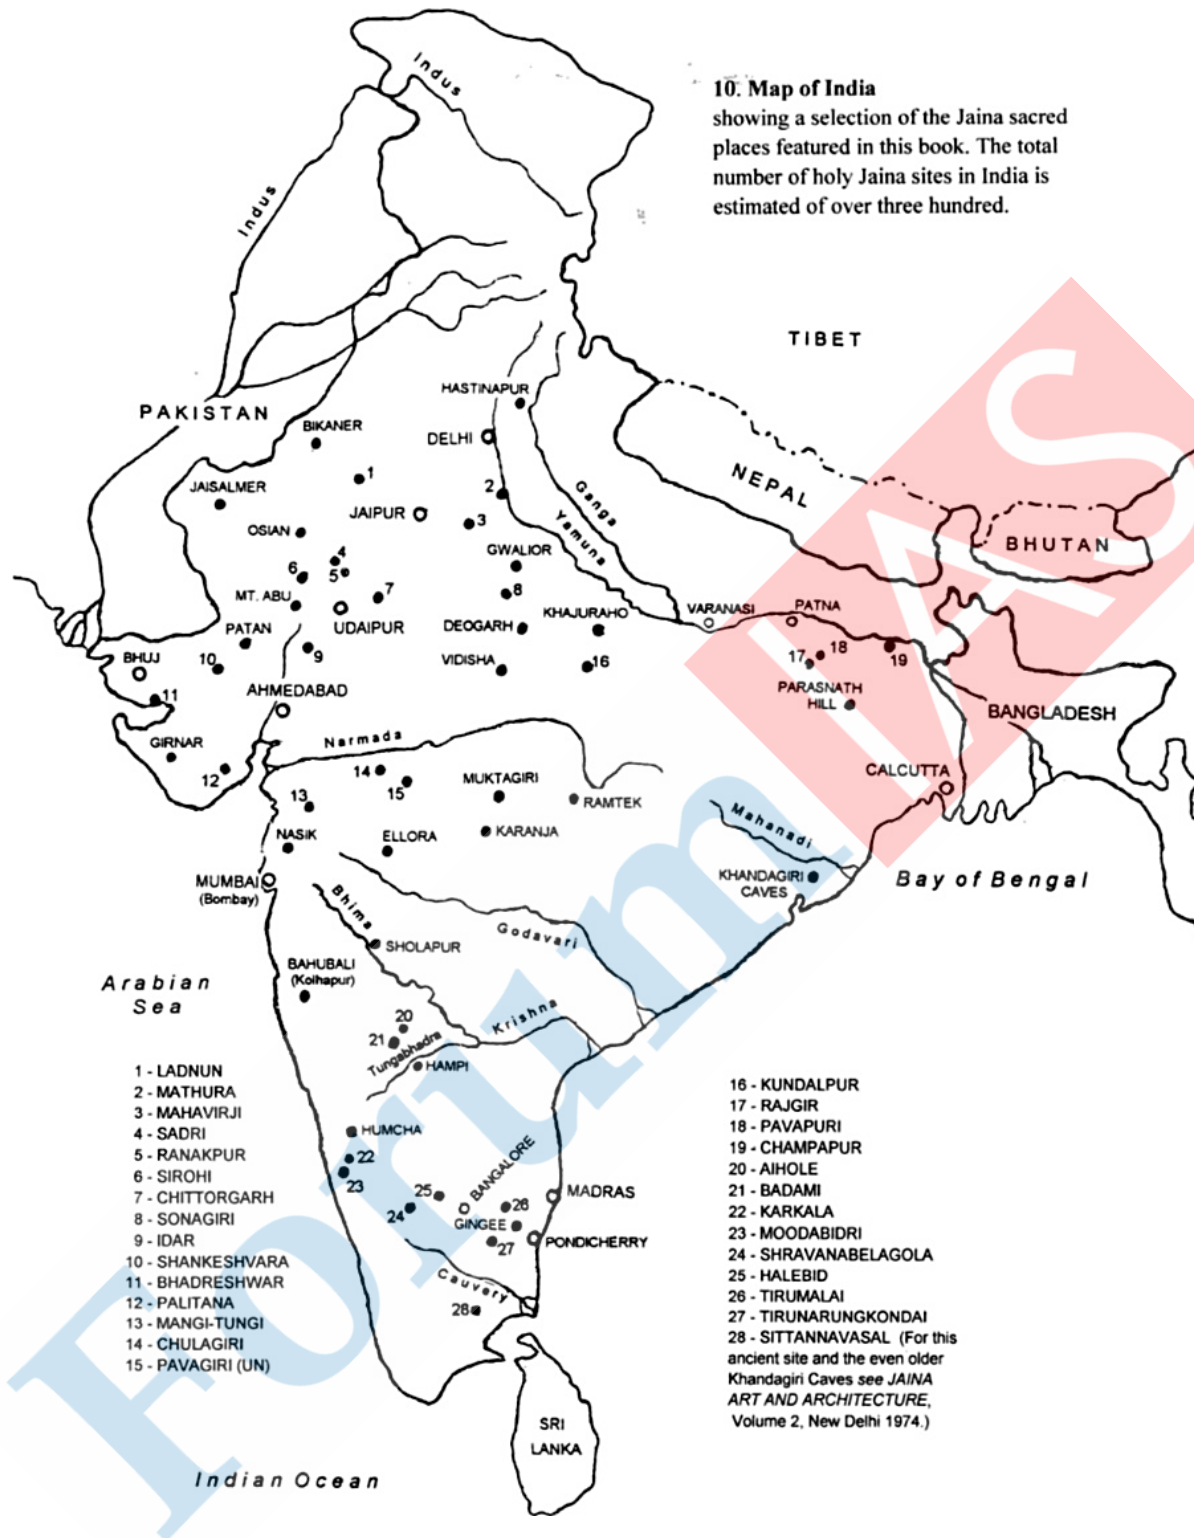 10. Map of India
showing a selection of the Jaina sacred
places featured in this book. The total
number of holy Jaina sites in India is
estimated of over three hundred.
Indus
Indus
TIBET
HASTINAPUR
PAKISTAN
BIKANER
DELHI
NEPAL
1
JAISALMER
2
Ganga
JAIPUR
3
Yamuna
OSIAN
BHUTAN
4
GWALIOR
5
6
7
8
MT. ABU
KHAJURAHO
VARANASI
PATNA
PATAN
UDAIPUR
DEOGARH
BHUJ
9
VIDISHA
16
17
18
19
10
11
AHMEDABAD
PARASNATH
HILL
BANGLADESH
GIRNAR
Narmada
12
14
MUKTAGIRI
CALCUTTA
15
13
RAMTEK
Mahanadi
NASIK
ELLORA
KARANJA
MUMBAI
(Bombay)
KHANDAGIRI
CAVES
Bay of Bengal
Bhima
Godavari
SHOLAPUR
BAHUBALI
(Kolhapur)
Arabian
Sea
20
Krishna
21
Tungabhadra
HAMPI
HUMCHA
22
23
BANGALORE
25
MADRAS
24
26
GINGEE
27
PONDICHERRY
Cauvery
28
1 - LADNUN
2 - MATHURA
3 - MAHAVIRJI
4 - SADRI
5 - RANAKPUR
6 - SIROHI
7 - CHITTORGARH
8 - SONAGIRI
9 - IDAR
10 - SHANKESHVARA
11 - BHADRESHWAR
12 - PALITANA
13 - MANGI-TUNGI
14 - CHULAGIRI
15 - PAVAGIRI (UN)
16 - KUNDALPUR
17 - RAJGIR
18 - PAVAPURI
19 - CHAMPAPUR
20 - AIHOLE
21 - BADAMI
22 - KARKALA
23 - MOODABIDRI
24 - SHRAVANABELAGOLA
25 - HALEBID
26 - TIRUMALAI
27 - TIRUNARUNGKONDAI
28 - SITTANNAVASAL (For this
ancient site and the even older
Khandagiri Caves see JAINA
ART AND ARCHITECTURE,
Volume 2, New Delhi 1974.)
SRI
LANKA
Indian Ocean
Forum IAS